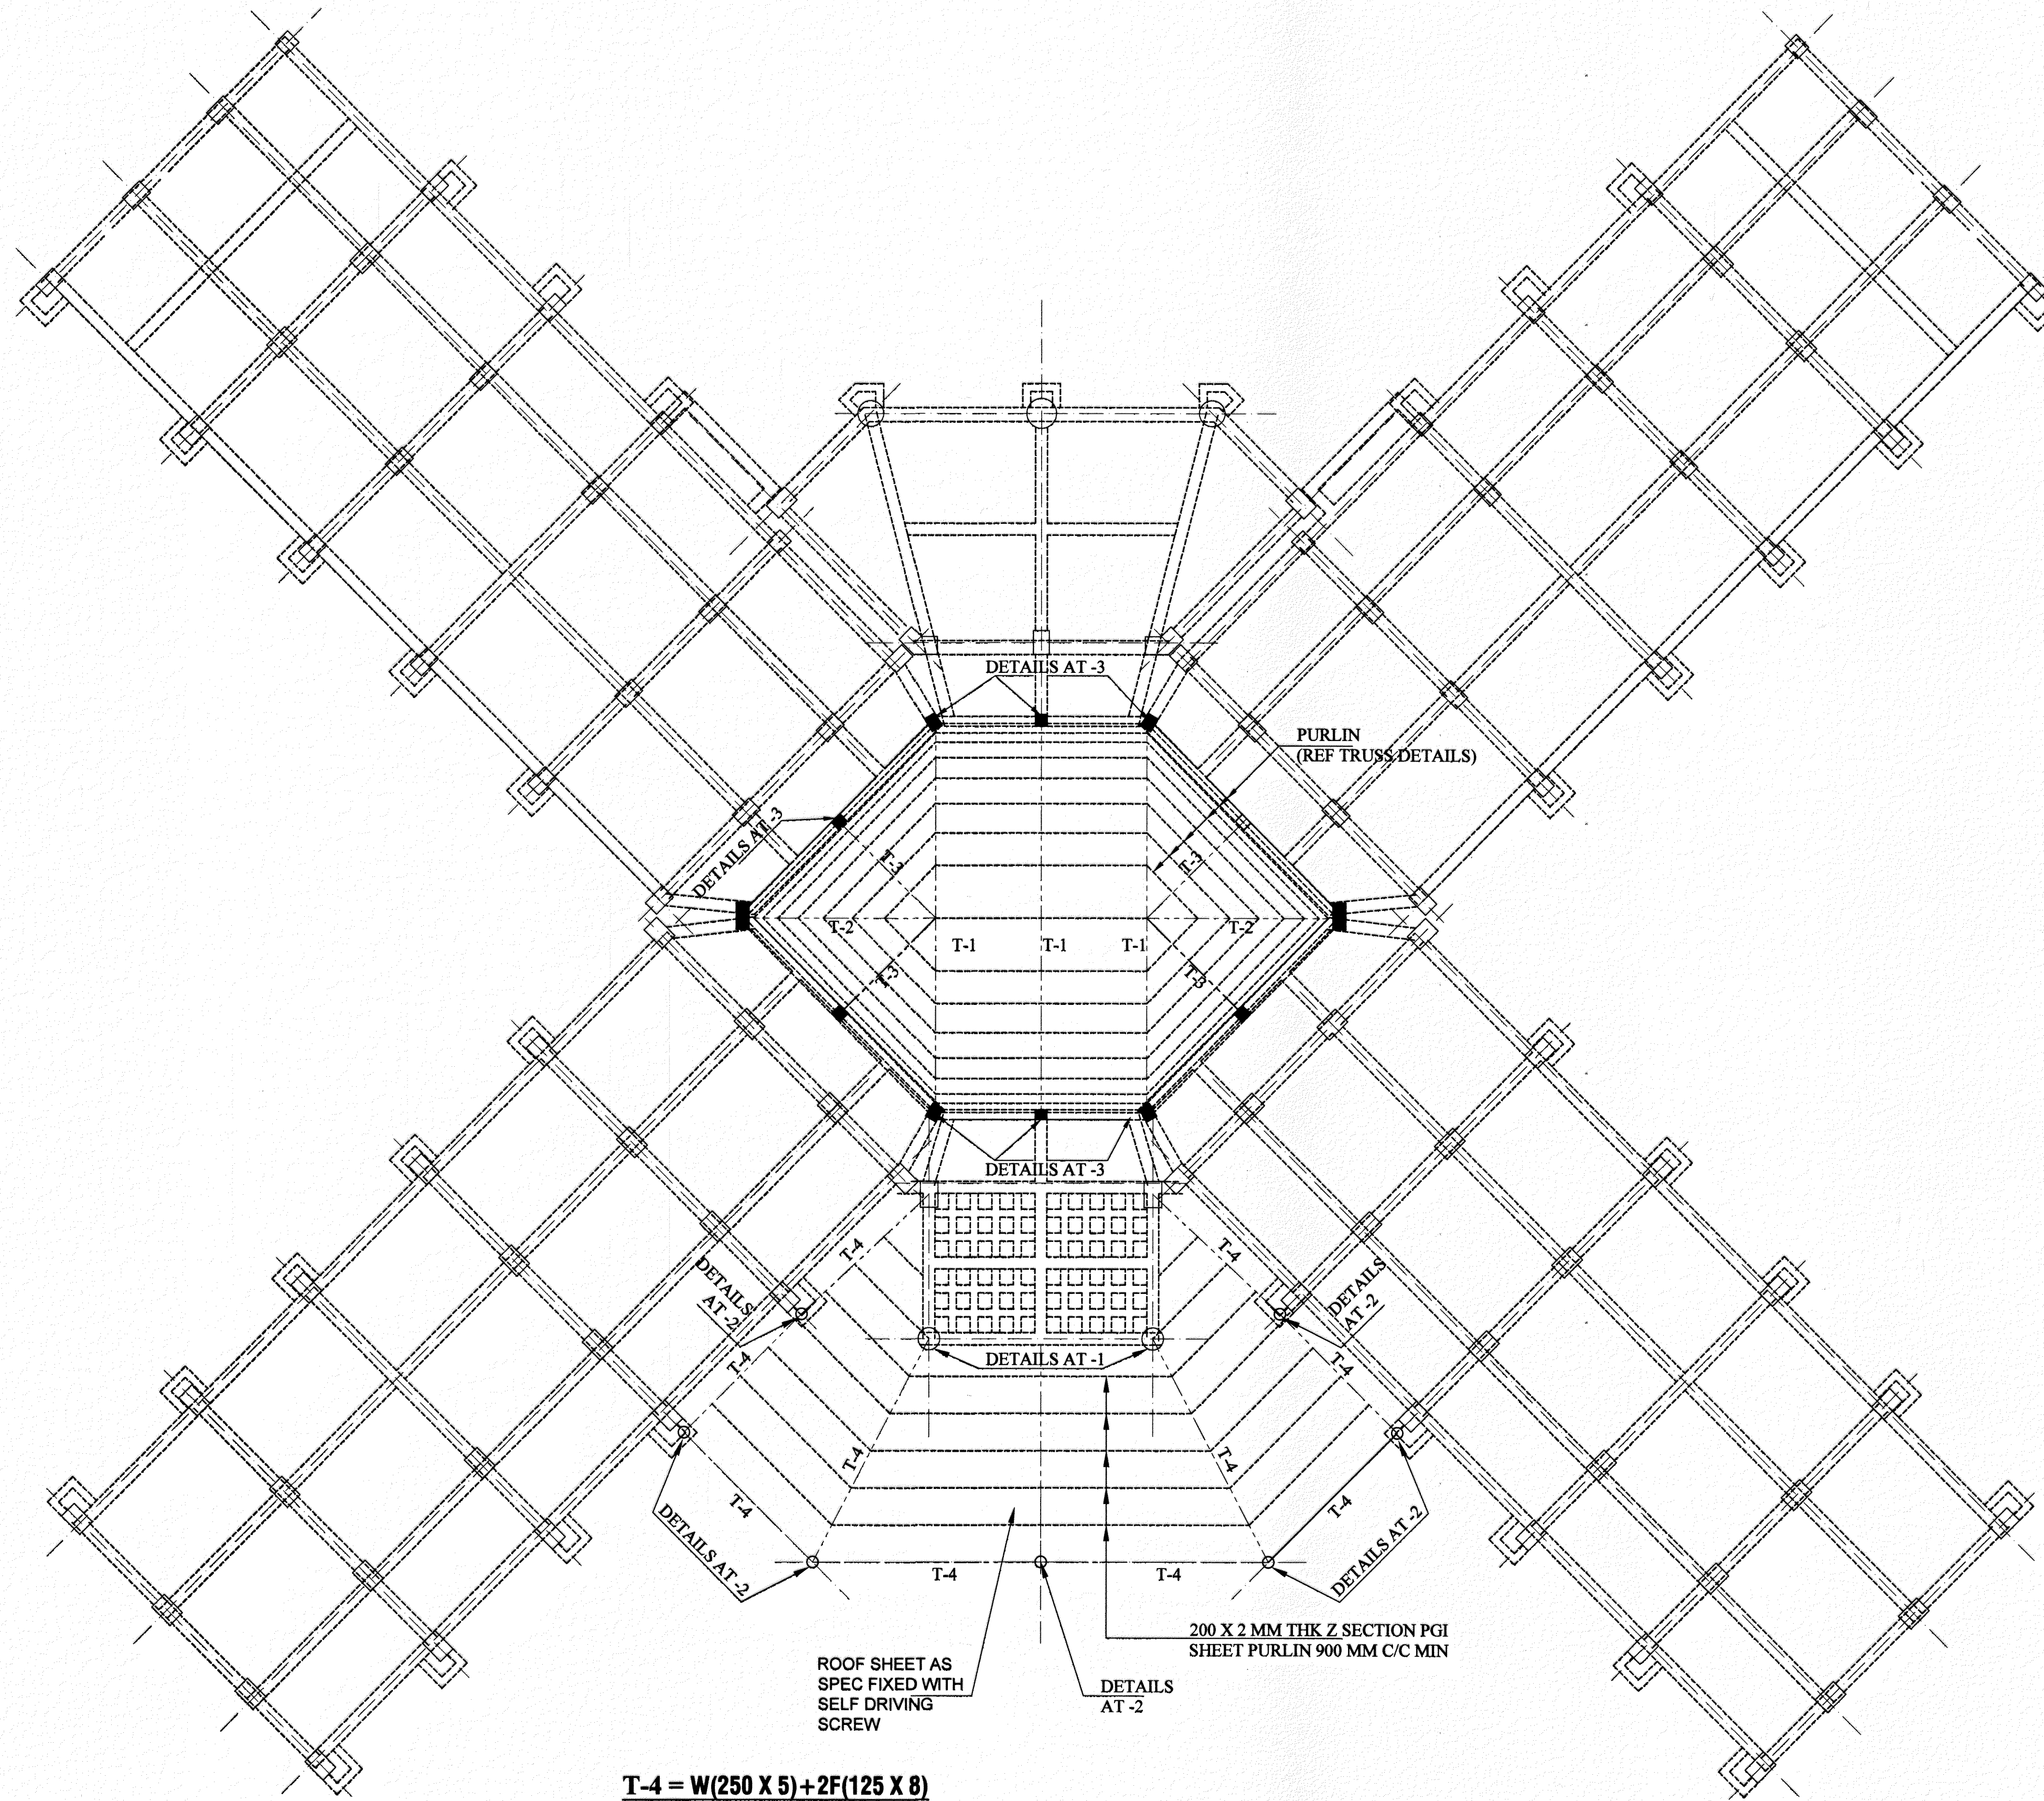 DETAILS AT -3
PURLIN
(REF TRUSS DETAILS)
DETAILS AT -3
T-3
T-3
T-2
T-2
T-1
T-1
T-1
T-3
T-3
DETAILS AT -3
T-4
T-4
DETAILS
AT -2
DETAILS
AT -2
DETAILS AT -1
T-4
T-4
T-4
T-4
T-4
T-4
DETAILS AT -2
DETAILS AT -2
T-4
T-4
200 X 2 MM THK Z SECTION PGI
SHEET PURLIN 900 MM C/C MIN
ROOF SHEET AS
SPEC FIXED WITH
SELF DRIVING
SCREW
DETAILS
AT -2
T-4 = W(250 X 5)+2F(125 X 8)